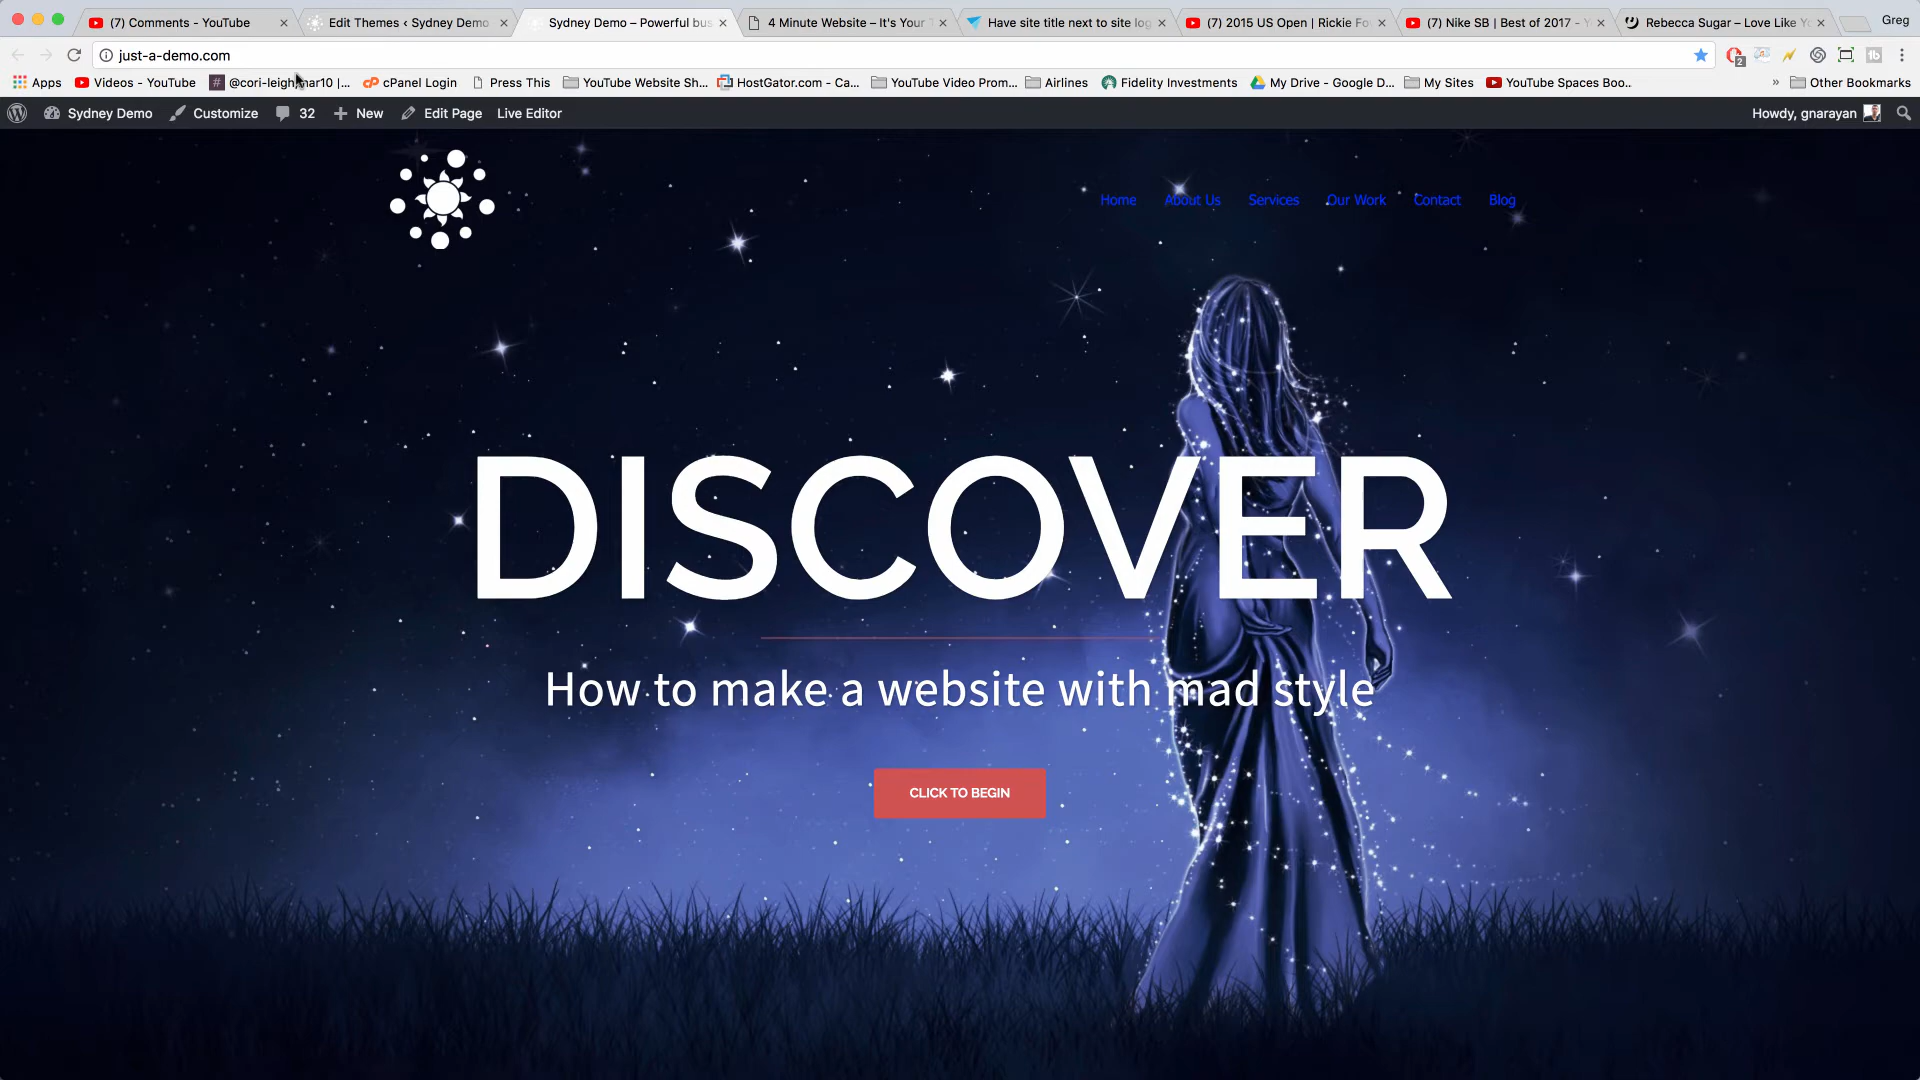 (7) Comments - YouTube
Edit Themes ‹ Sydney Demo
Sydney Demo – Powerful bus
4 Minute Website – It's Your T
Have site title next to site log
(7) 2015 US Open | Rickie Fo
(7) Nike SB | Best of 2017 - Y
Rebecca Sugar – Love Like Yo
Greg
just-a-demo.com
2
Apps
Videos - YouTube
#
cP
cPanel Login
Press This
YouTube Website Sh...
HostGator.com - Ca...
YouTube Video Prom...
Airlines
Fidelity Investments
My Drive - Google D...
My Sites
YouTube Spaces Boo...
»
Other Bookmarks
Sydney Demo
Customize
32
New
Edit Page
Live Editor
Howdy, gnarayan
Home
About Us
Services
Our Work
Contact
Blog
DISCOVER
How to make a website with mad style
CLICK TO BEGIN